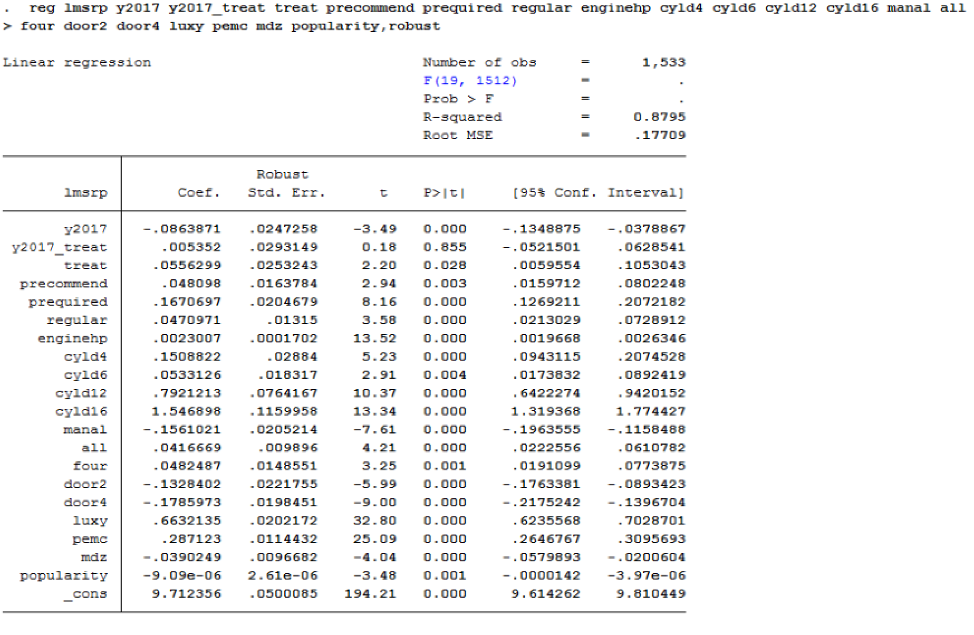 . reg lmsrp y2017 y2017_treat treat precommend prequired regular enginehp cyld4 cyld6 cyld12 cyld16 manal all
> four door2 door4 luxy pemc mdz popularity,robust
Linear regression Number of obs = 1,533
F(19, 1512) = .
Prob > F = .
R-squared = 0.8795
Root MSE = .17709
Robust
lmsrp Coef. Std. Err. t P>|t| [95% Conf. Interval]
y2017 -.0863871 .0247258 -3.49 0.000 -.1348875 -.0378867
y2017_treat .005352 .0293149 0.18 0.855 -.0521501 .0628541
treat .0556299 .0253243 2.20 0.028 .0059554 .1053043
precommend .048098 .0163784 2.94 0.003 .0159712 .0802248
prequired .1670697 .0204679 8.16 0.000 .1269211 .2072182
regular .0470971 .01315 3.58 0.000 .0213029 .0728912
enginehp .0023007 .0001702 13.52 0.000 .0019668 .0026346
cyld4 .1508822 .02884 5.23 0.000 .0943115 .2074528
cyld6 .0533126 .018317 2.91 0.004 .0173832 .0892419
cyld12 .7921213 .0764167 10.37 0.000 .6422274 .9420152
cyld16 1.546898 .1159958 13.34 0.000 1.319368 1.774427
manal -.1561021 .0205214 -7.61 0.000 -.1963555 -.1158488
all .0416669 .009896 4.21 0.000 .0222556 .0610782
four .0482487 .0148551 3.25 0.001 .0191099 .0773875
door2 -.1328402 .0221755 -5.99 0.000 -.1763381 -.0893423
door4 -.1785973 .0198451 -9.00 0.000 -.2175242 -.1396704
luxy .6632135 .0202172 32.80 0.000 .6235568 .7028701
pemc .287123 .0114432 25.09 0.000 .2646767 .3095693
mdz -.0390249 .0096682 -4.04 0.000 -.0579893 -.0200604
popularity -9.09e-06 2.61e-06 -3.48 0.001 -.0000142 -3.97e-06
_cons 9.712356 .0500085 194.21 0.000 9.614262 9.810449